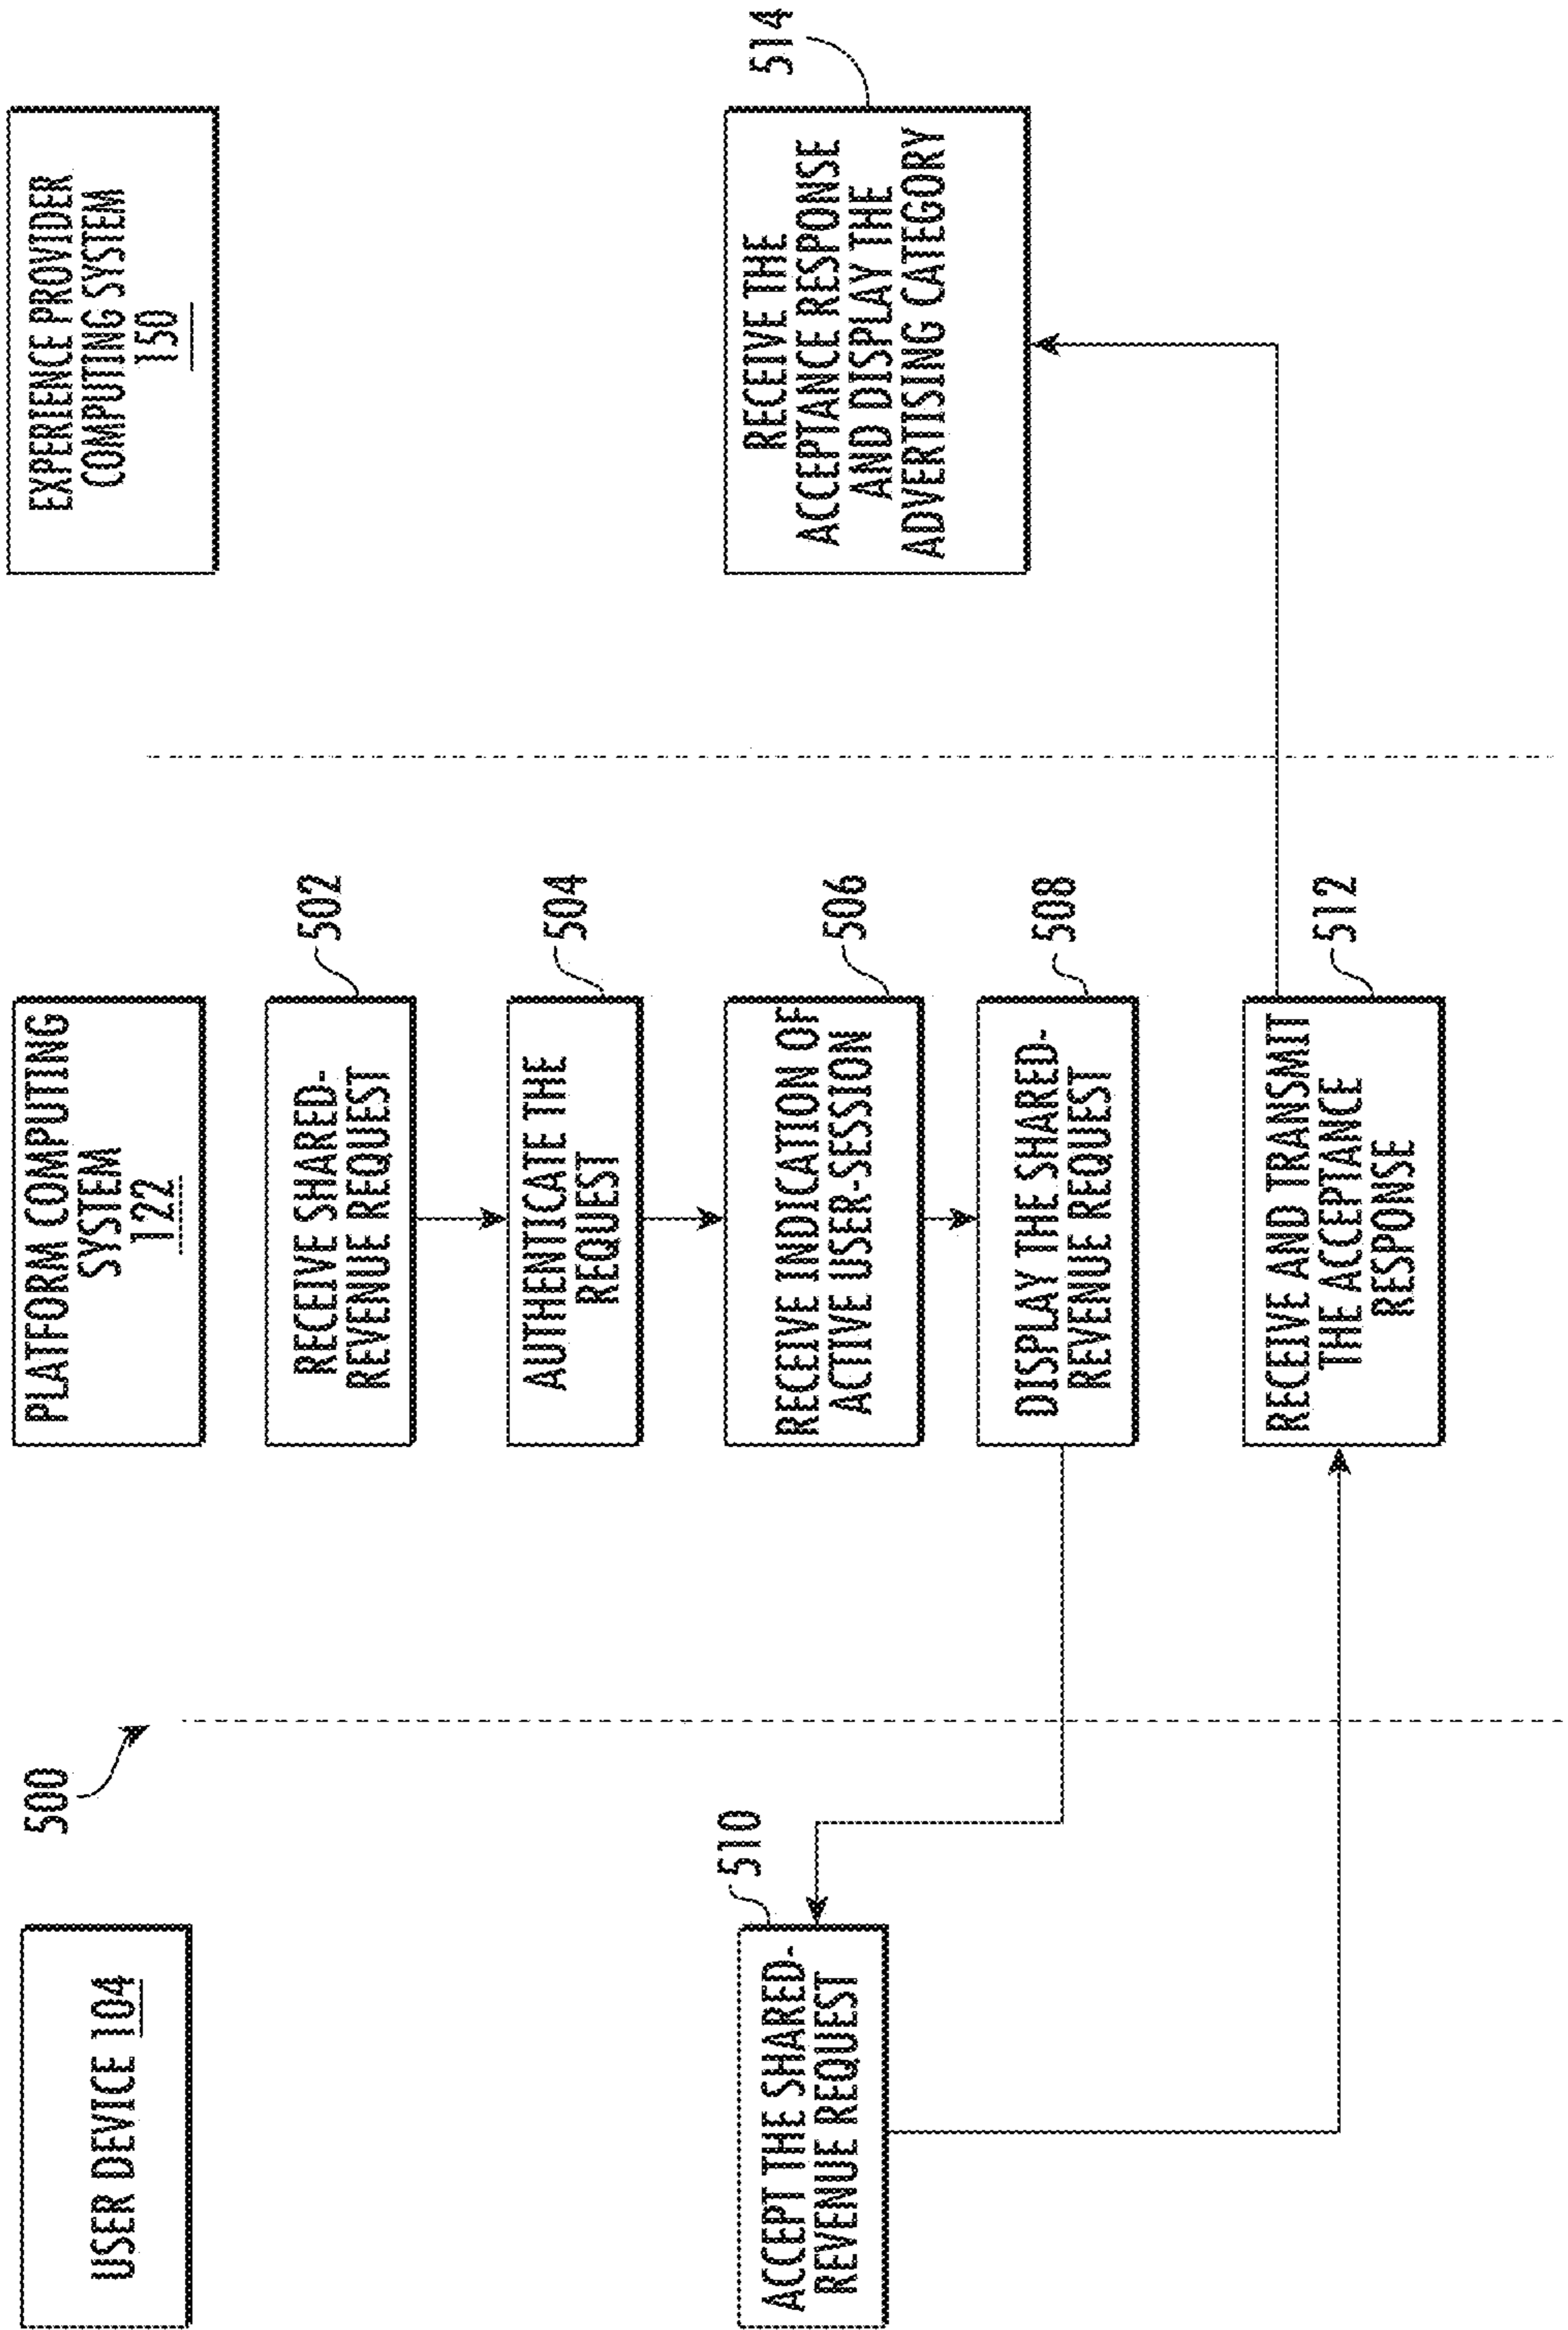 500
USER DEVICE 104
PLATFORM COMPUTING
SYSTEM
122
EXPERIENCE PROVIDER
COMPUTING SYSTEM
150
502
RECEIVE SHARED-
REVENUE REQUEST
504
AUTHENTICATE THE
REQUEST
506
RECEIVE INDICATION OF
ACTIVE USER-SESSION
508
DISPLAY THE SHARED-
REVENUE REQUEST
510
ACCEPT THE SHARED-
REVENUE REQUEST
512
RECEIVE AND TRANSMIT
THE ACCEPTANCE
RESPONSE
514
RECEIVE THE
ACCEPTANCE RESPONSE
AND DISPLAY THE
ADVERTISING CATEGORY